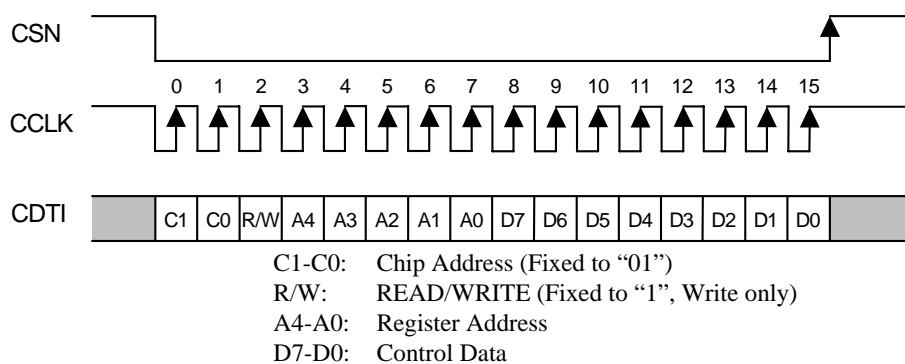 CSN
0 1 2 3 4 5 6 7 8 9 10 11 12 13 14 15
CCLK
CDTI C1 C0 R/W A4 A3 A2 A1 A0 D7 D6 D5 D4 D3 D2 D1 D0
C1-C0: Chip Address (Fixed to “01”)
R/W: READ/WRITE (Fixed to “1”, Write only)
A4-A0: Register Address
D7-D0: Control Data